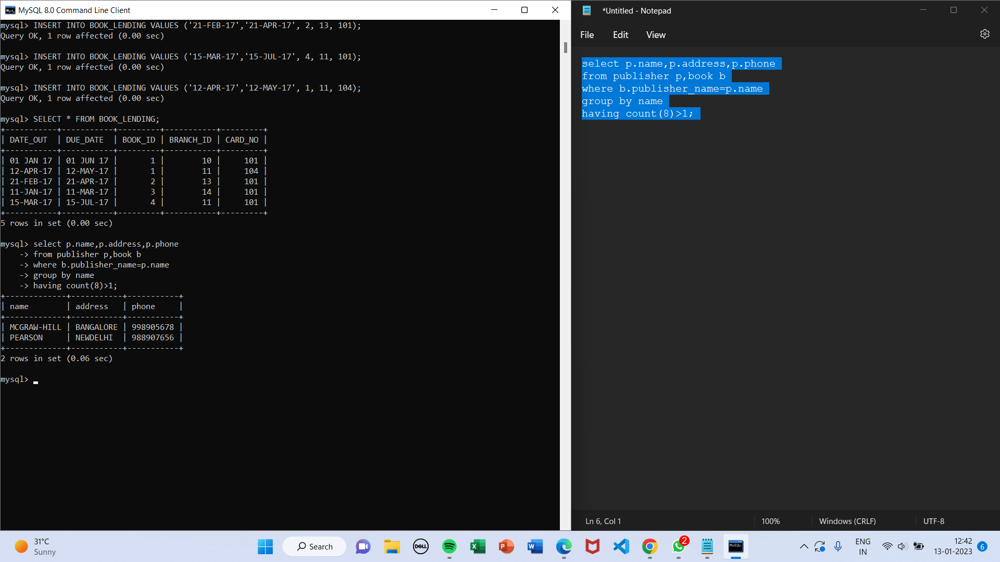 MySQL 8.0 Command Line Client
mysql> INSERT INTO BOOK_LENDING VALUES ('21-FEB-17','21-APR-17', 2, 13, 101);
Query OK, 1 row affected (0.00 sec)
mysql> INSERT INTO BOOK_LENDING VALUES ('15-MAR-17','15-JUL-17', 4, 11, 101);
Query OK, 1 row affected (0.00 sec)
mysql> INSERT INTO BOOK_LENDING VALUES ('12-APR-17','12-MAY-17', 1, 11, 104);
Query OK, 1 row affected (0.00 sec)
mysql> SELECT * FROM BOOK_LENDING;
+-----------+-----------+---------+-----------+---------+
| DATE_OUT  | DUE_DATE  | BOOK_ID | BRANCH_ID | CARD_NO |
+-----------+-----------+---------+-----------+---------+
| 01 JAN 17 | 01 JUN 17 |       1 |        10 |     101 |
| 12-APR-17 | 12-MAY-17 |       1 |        11 |     104 |
| 21-FEB-17 | 21-APR-17 |       2 |        13 |     101 |
| 11-JAN-17 | 11-MAR-17 |       3 |        14 |     101 |
| 15-MAR-17 | 15-JUL-17 |       4 |        11 |     101 |
+-----------+-----------+---------+-----------+---------+
5 rows in set (0.00 sec)
mysql> select p.name,p.address,p.phone
    -> from publisher p,book b
    -> where b.publisher_name=p.name
    -> group by name
    -> having count(8)>1;
+-------------+-----------+-----------+
| name        | address   | phone     |
+-------------+-----------+-----------+
| MCGRAW-HILL | BANGALORE | 998905678 |
| PEARSON     | NEWDELHI  | 988907656 |
+-------------+-----------+-----------+
2 rows in set (0.06 sec)
mysql>
*Untitled - Notepad
File Edit View
select p.name,p.address,p.phone
from publisher p,book b
where b.publisher_name=p.name
group by name
having count(8)>1;
Ln 6, Col 1 100% Windows (CRLF) UTF-8
31°C
Sunny
Search
DELL
2
ENG
IN
12:42
13-01-2023
6